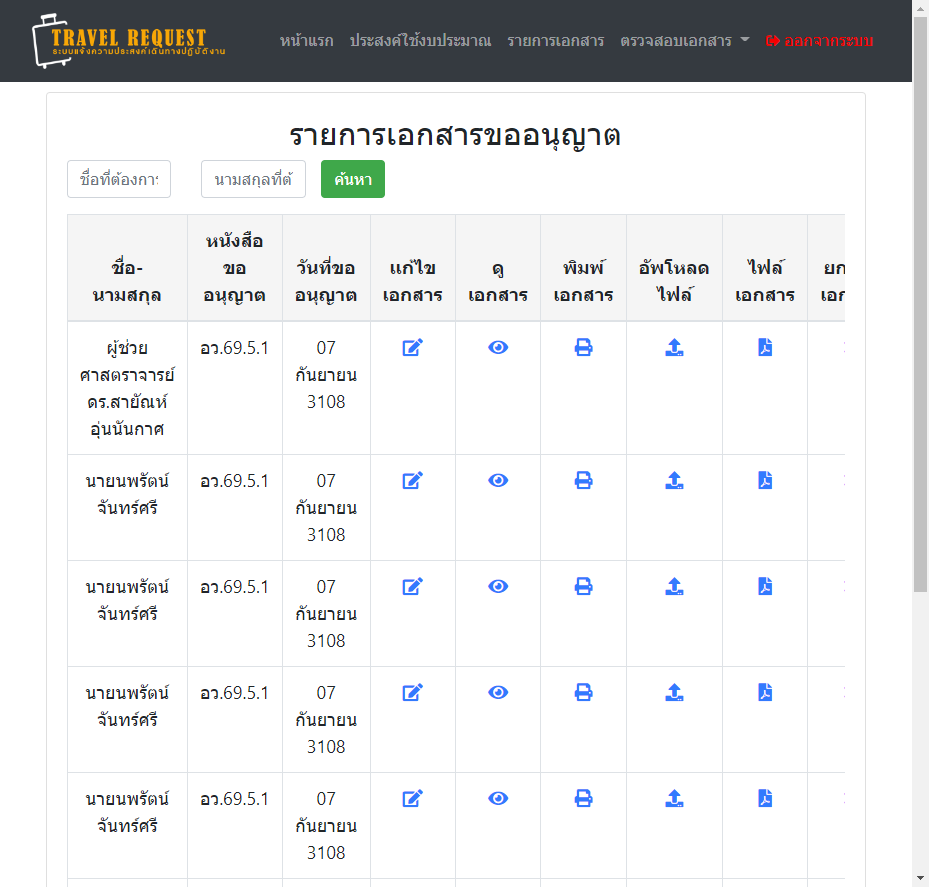 TRAVEL REQUEST
ระบบแจ้งความประสงค์เดินทางปฏิบัติงาน
หน้าแรก ประสงค์ใช้งบประมาณ รายการเอกสาร ตรวจสอบเอกสาร ออกจากระบบ
รายการเอกสารขออนุญาต
ชื่อที่ต้องการ นามสกุลที่ต้ ค้นหา
ชื่อ-นามสกุล หนังสือขออนุญาต วันที่ขออนุญาต แก้ไขเอกสาร ดูเอกสาร พิมพ์เอกสาร อัพโหลดไฟล์ ไฟล์เอกสาร
ผู้ช่วยศาสตราจารย์ ดร.สายัณห์ อุ่นนันกาศ อว.69.5.1 07 กันยายน 3108
นายนพรัตน์ จันทร์ศรี อว.69.5.1 07 กันยายน 3108
นายนพรัตน์ จันทร์ศรี อว.69.5.1 07 กันยายน 3108
นายนพรัตน์ จันทร์ศรี อว.69.5.1 07 กันยายน 3108
นายนพรัตน์ จันทร์ศรี อว.69.5.1 07 กันยายน 3108